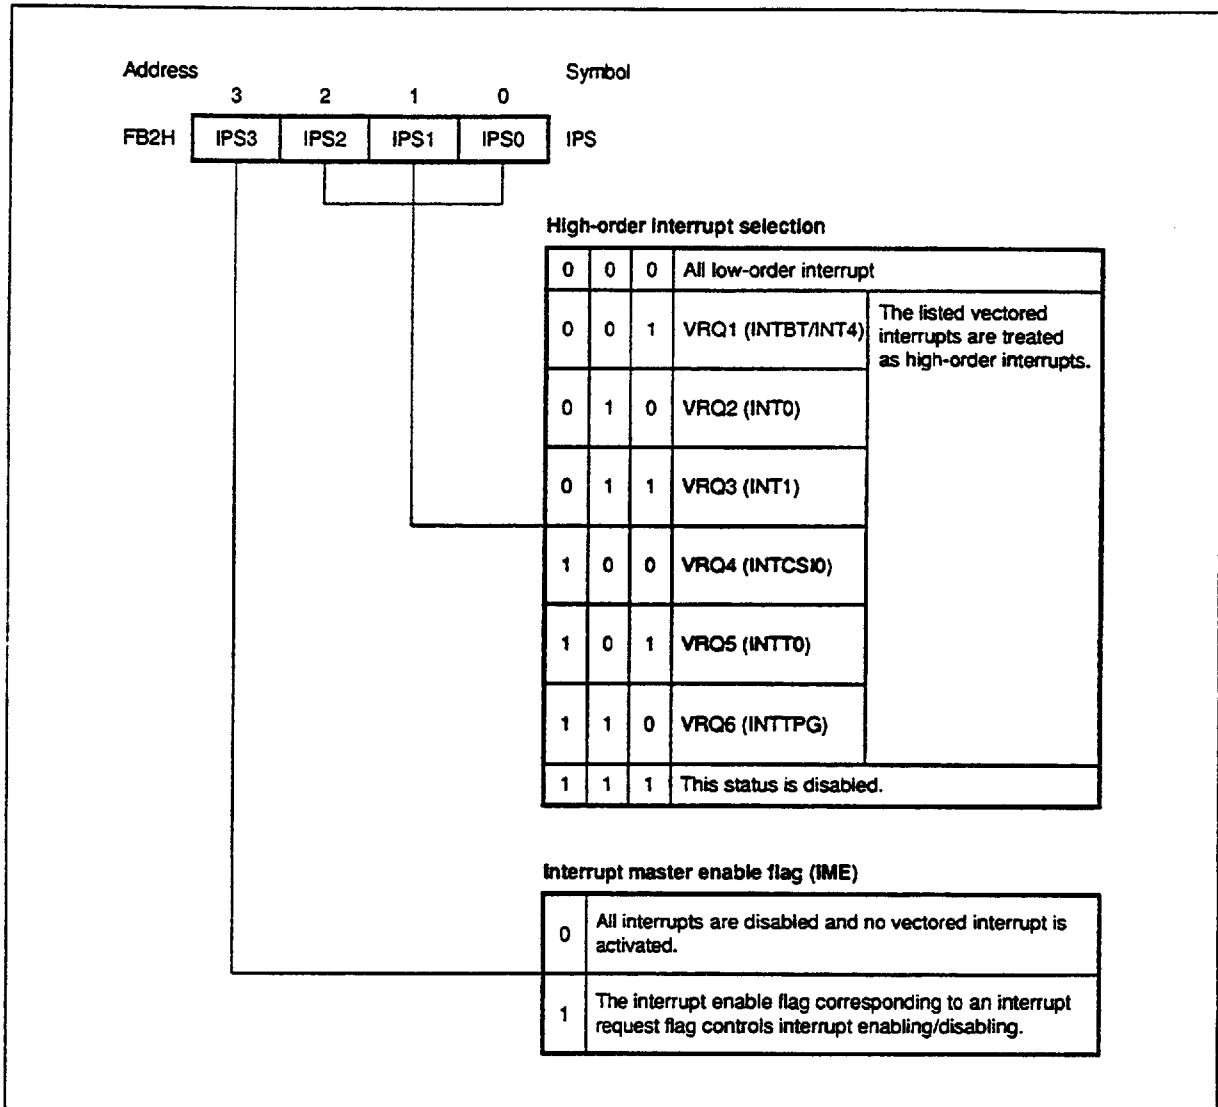 Address Symbol
3 2 1 0
FB2H IPS3 IPS2 IPS1 IPS0 IPS
High-order interrupt selection
0 0 0 All low-order interrupt
0 0 1 VRQ1 (INTBT/INT4)
The listed vectored
interrupts are treated
as high-order interrupts.
0 1 0 VRQ2 (INT0)
0 1 1 VRQ3 (INT1)
1 0 0 VRQ4 (INTCSI0)
1 0 1 VRQ5 (INTT0)
1 1 0 VRQ6 (INTTPG)
1 1 1 This status is disabled.
Interrupt master enable flag (IME)
0 All interrupts are disabled and no vectored interrupt is
activated.
1 The interrupt enable flag corresponding to an interrupt
request flag controls interrupt enabling/disabling.